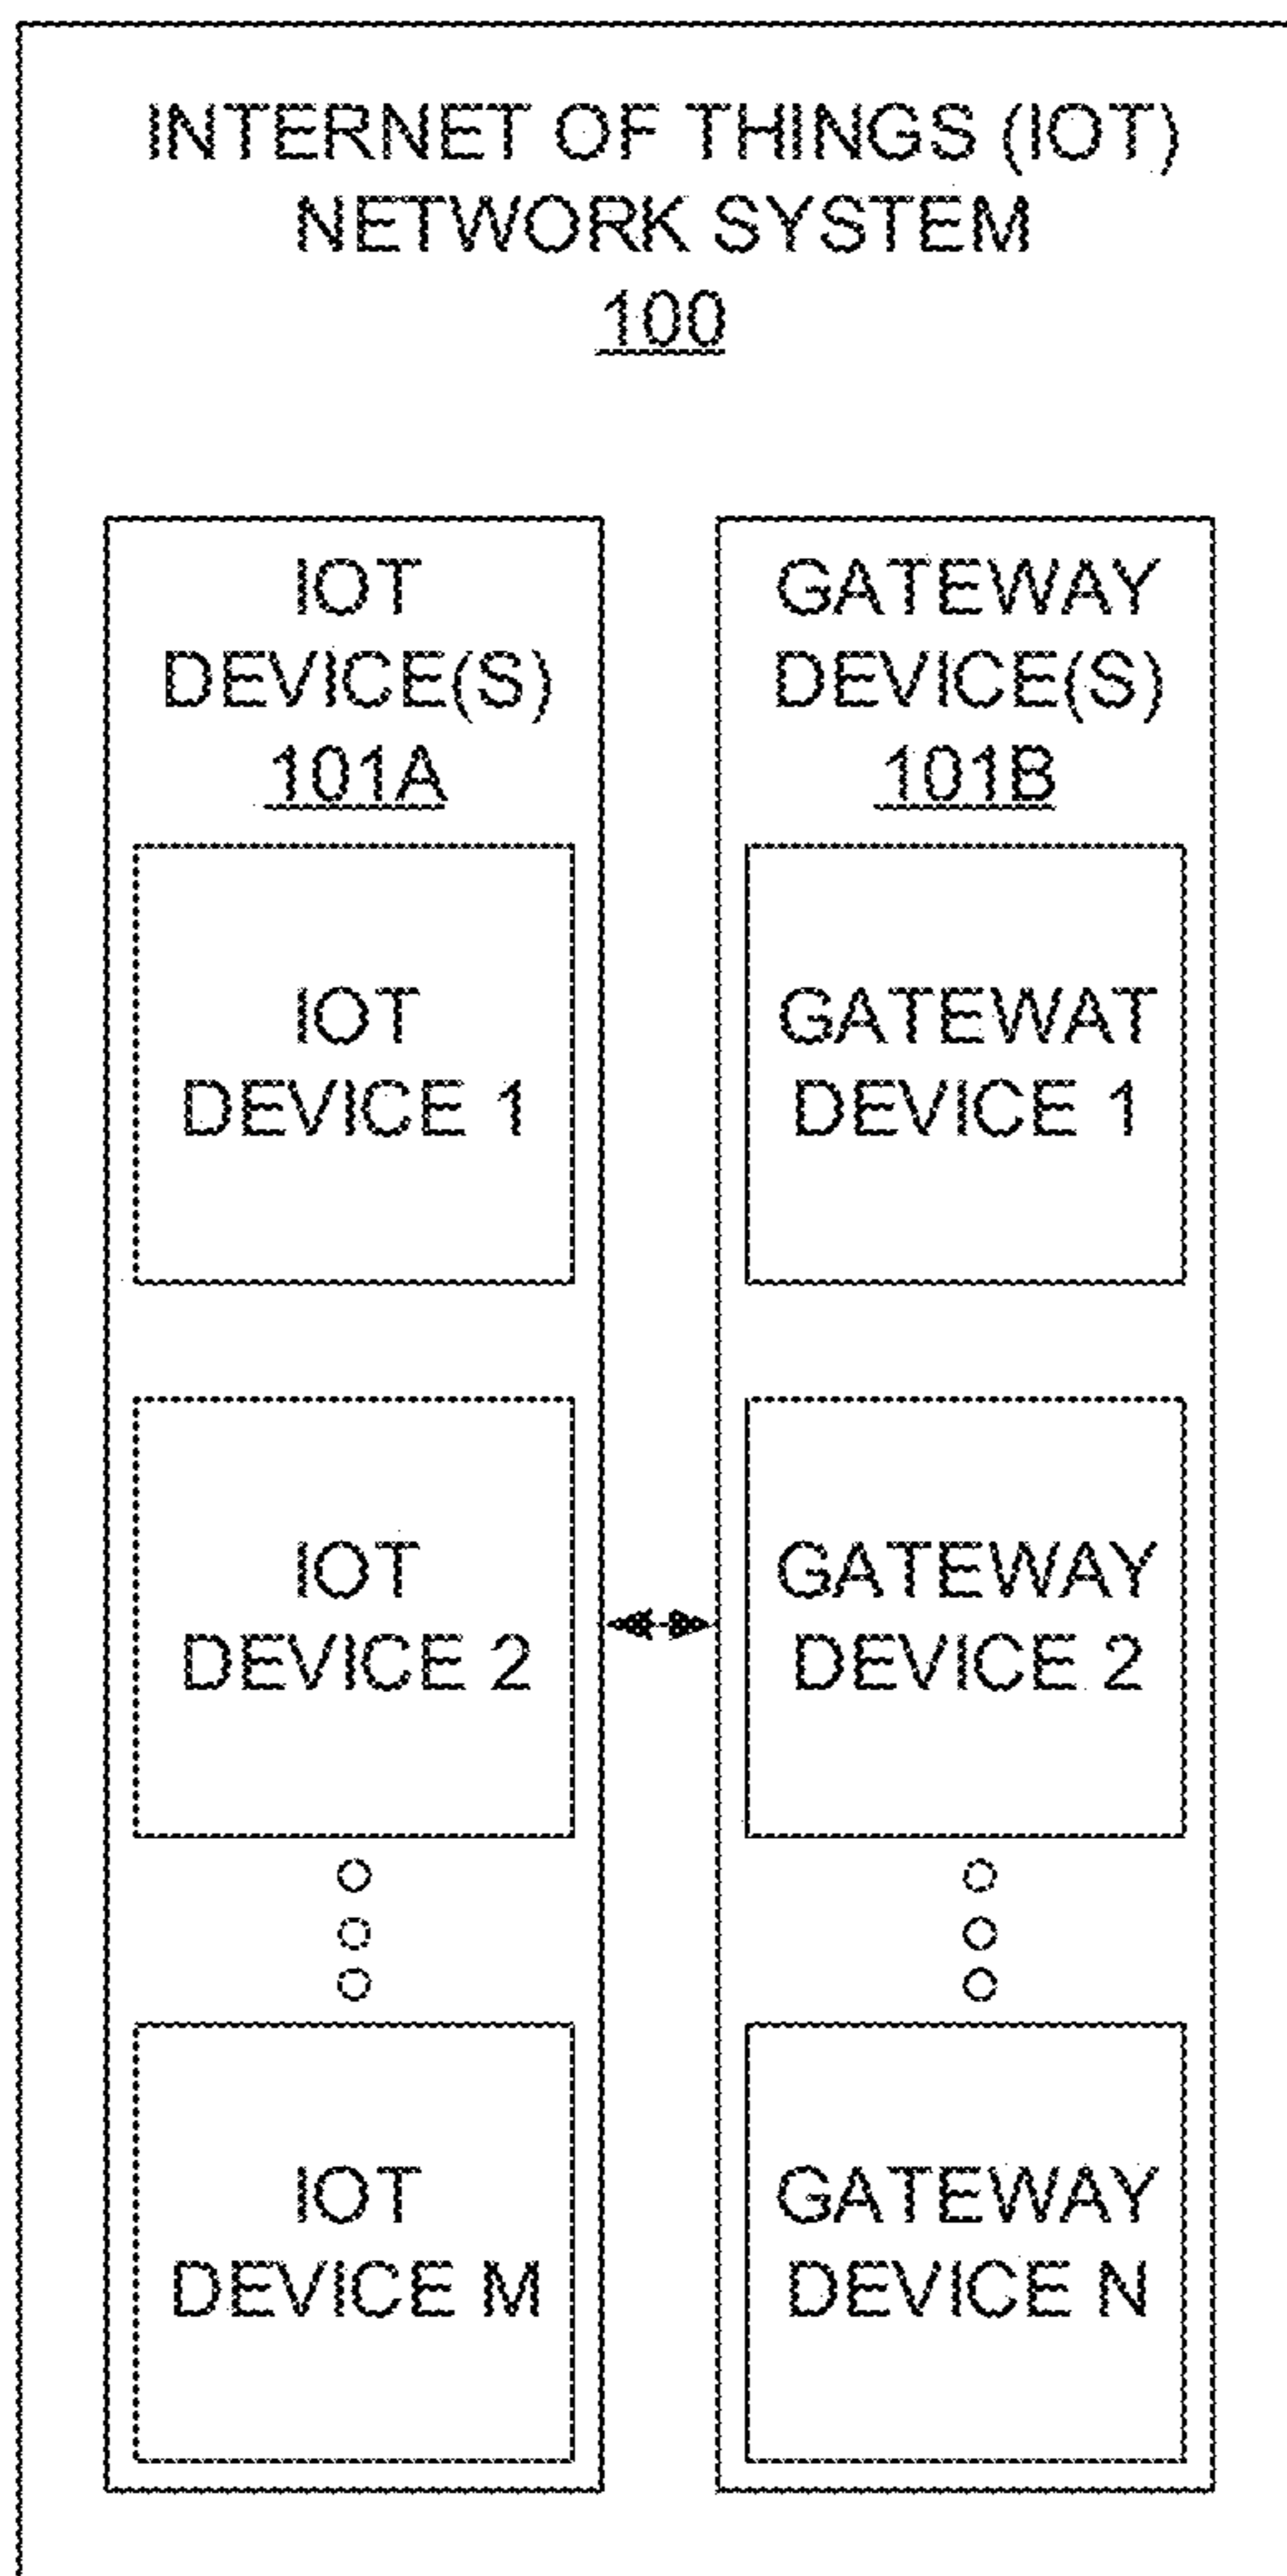 INTERNET OF THINGS (IOT)
NETWORK SYSTEM
100
IOT
DEVICE(S)
101A
IOT
DEVICE 1
IOT
DEVICE 2
IOT
DEVICE M
GATEWAY
DEVICE(S)
101B
GATEWAT
DEVICE 1
GATEWAY
DEVICE 2
GATEWAY
DEVICE N